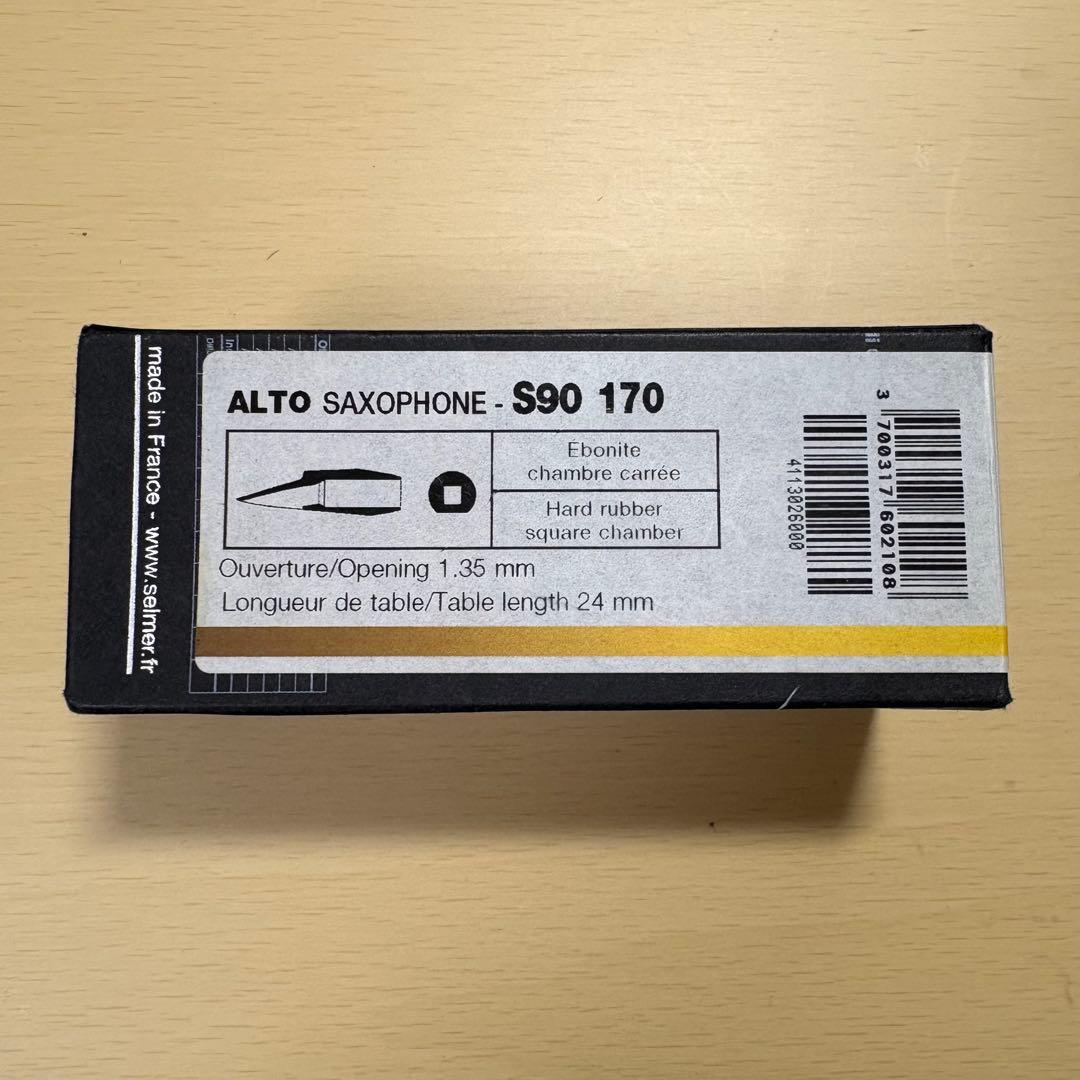 ALTO SAXOPHONE - S90 170
Ébonite
chambre carrée
Hard rubber
square chamber
Ouverture/Opening 1.35 mm
Longueur de table/Table length 24 mm
made in France - www.selmer.fr
4113026000
3 700317 602108